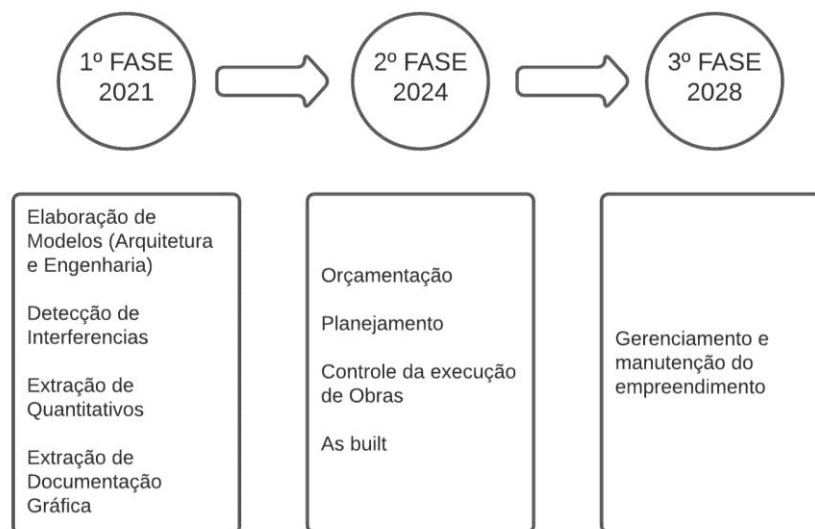 1º FASE
2021
2º FASE
2024
3º FASE
2028
Elaboração de
Modelos (Arquitetura
e Engenharia)
Detecção de
Interferencias
Extração de
Quantitativos
Extração de
Documentação
Gráfica
Orçamentação
Planejamento
Controle da execução
de Obras
As built
Gerenciamento e
manutenção do
empreendimento